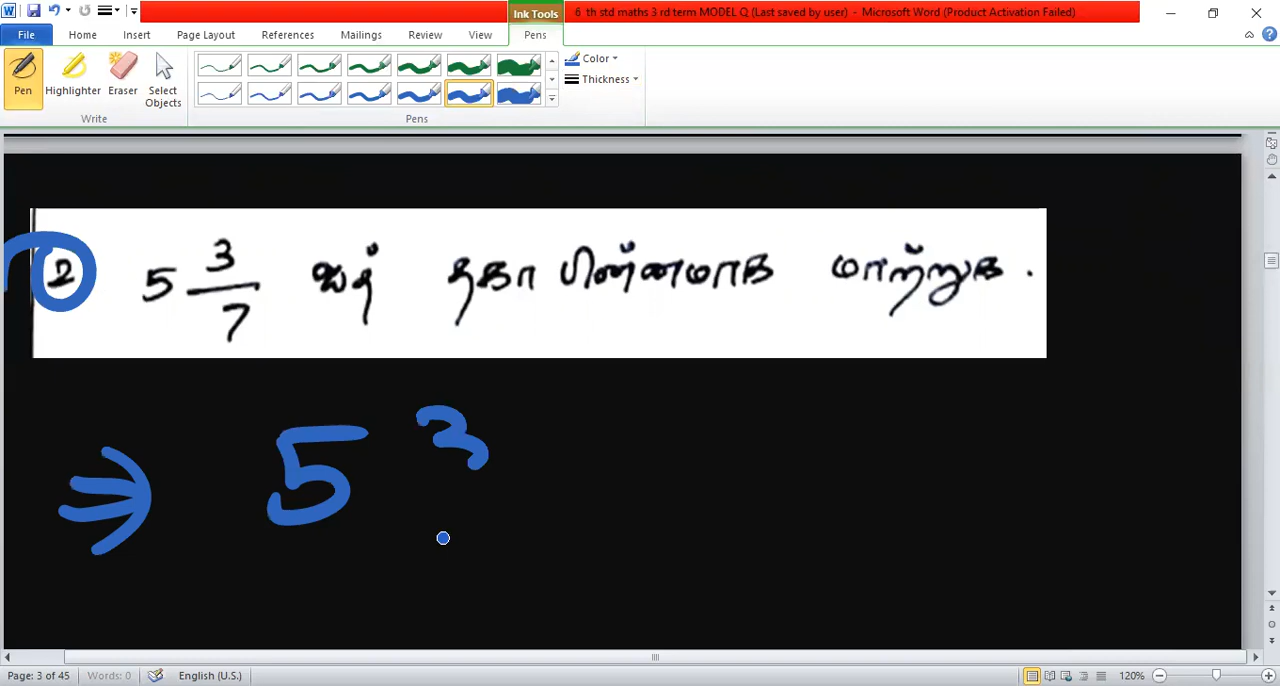 6 th std maths 3 rd term MODEL Q (Last saved by user) - Microsoft Word (Product Activation Failed)
Ink Tools
File Home Insert Page Layout References Mailings Review View Pens
Pen Highlighter Eraser Select Objects
Color
Thickness
Write Pens
2 5 3/7 தகா பின்னமாக மாற்றுக .
5 3
Page: 3 of 45 Words: 0 English (U.S.) 120%